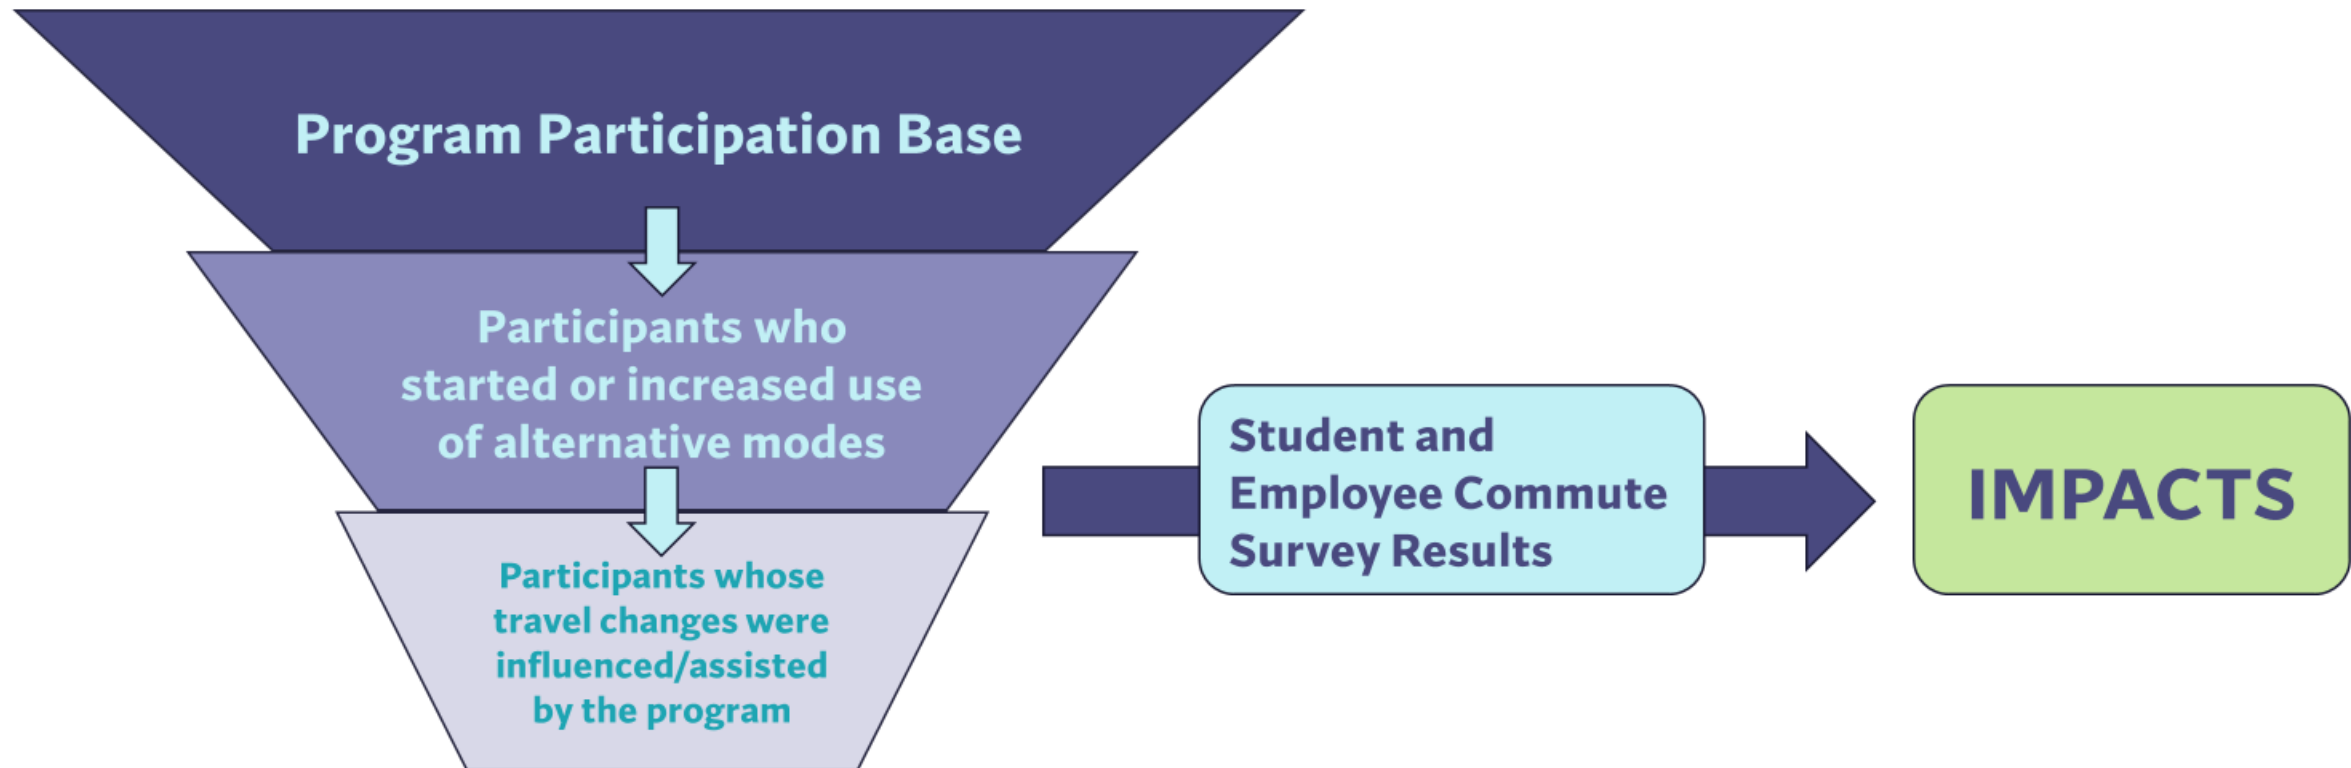 Program Participation Base
Participants who
started or increased use
of alternative modes
Participants whose
travel changes were
influenced/assisted
by the program
Student and
Employee Commute
Survey Results
IMPACTS